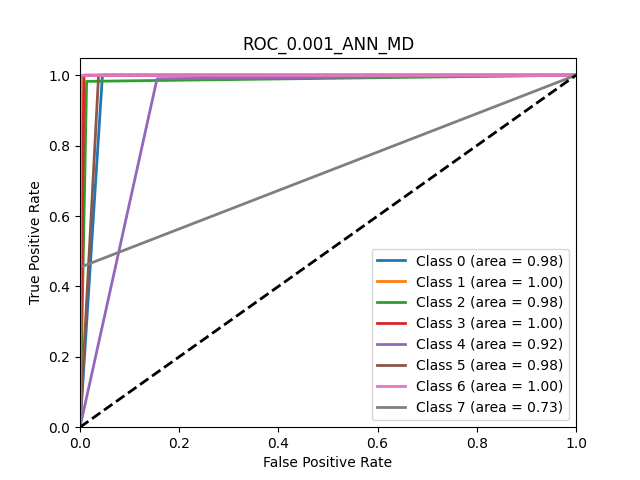 ROC_0.001_ANN_MD
1.0
0.8
0.6
0.4
0.2
0.0
True Positive Rate
Class 0 (area = 0.98)
Class 1 (area = 1.00)
Class 2 (area = 0.98)
Class 3 (area = 1.00)
Class 4 (area = 0.92)
Class 5 (area = 0.98)
Class 6 (area = 1.00)
Class 7 (area = 0.73)
0.0 0.2 0.4 0.6 0.8 1.0
False Positive Rate